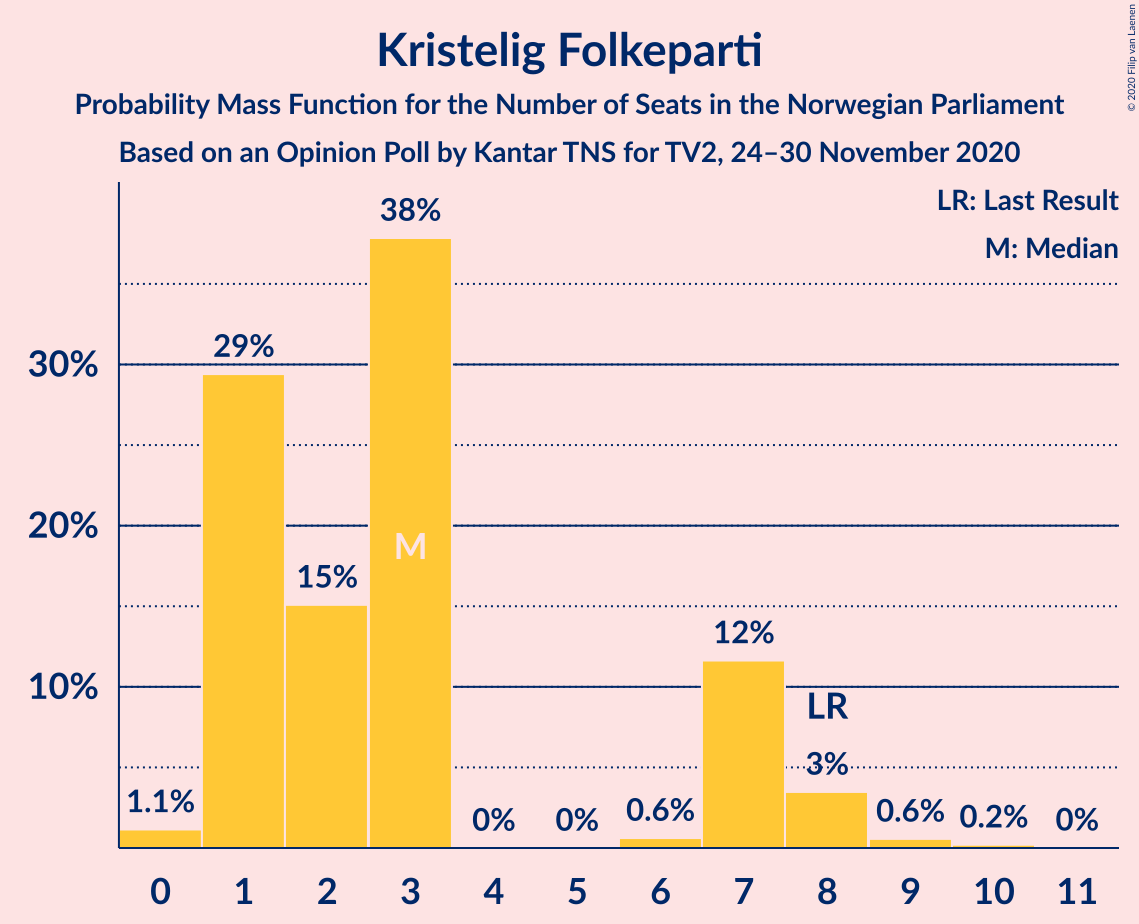 Kristelig Folkeparti
Probability Mass Function for the Number of Seats in the Norwegian Parliament
Based on an Opinion Poll by Kantar TNS for TV2, 24–30 November 2020
© 2020 Filip van Laenen
LR: Last Result
M: Median
38%
29%
30%
20%
M
15%
12%
10%
LR
3%
1.1%
0%
0%
0.6%
0.6%
0.2%
0%
0 1 2 3 4 5 6 7 8 9 10 11